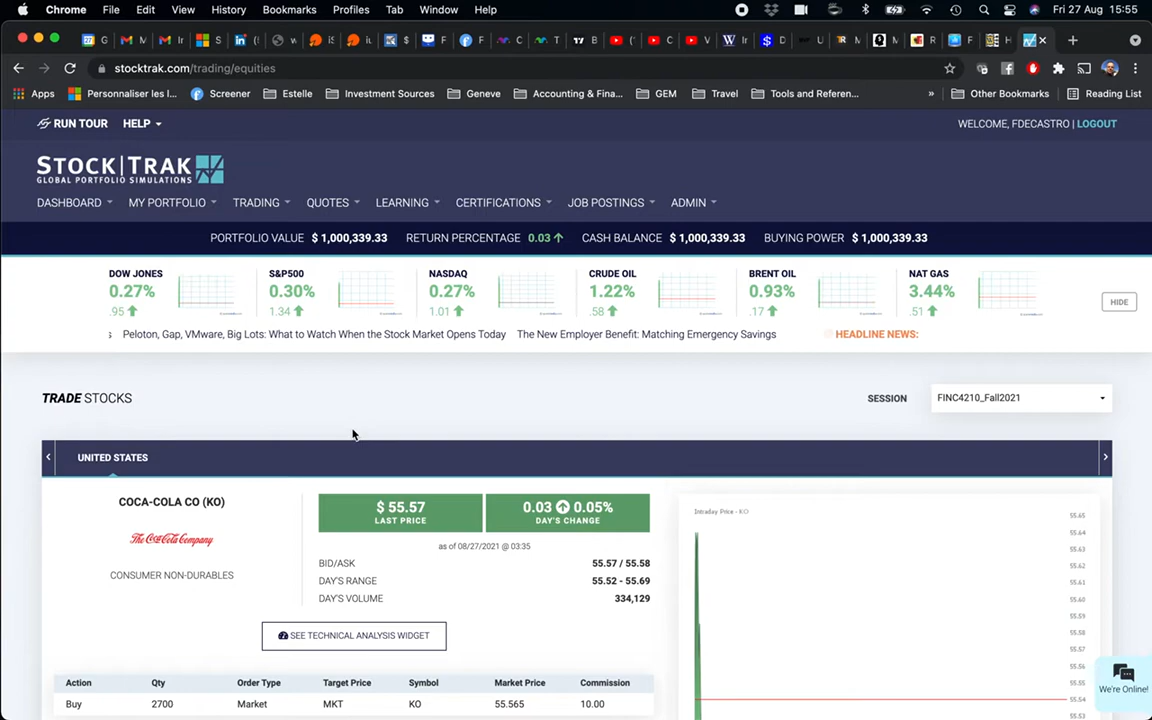 Chrome File Edit View History Bookmarks Profiles Tab Window Help Fri 27 Aug 15:55
stocktrak.com/trading/equities
Apps Personnaliser les l... Screener Estelle Investment Sources Geneve Accounting & Fina... GEM Travel Tools and Referen... » Other Bookmarks Reading List
RUN TOUR HELP WELCOME, FDECASTRO | LOGOUT
STOCK|TRAK
GLOBAL PORTFOLIO SIMULATIONS
DASHBOARD MY PORTFOLIO TRADING QUOTES LEARNING CERTIFICATIONS JOB POSTINGS ADMIN
PORTFOLIO VALUE $ 1,000,339.33 RETURN PERCENTAGE 0.03 CASH BALANCE $ 1,000,339.33 BUYING POWER $ 1,000,339.33
DOW JONES S&P500 NASDAQ CRUDE OIL BRENT OIL NAT GAS
0.27% 0.30% 0.27% 1.22% 0.93% 3.44%
.95 1.34 1.01 .58 .17 .51
HIDE
s Peloton, Gap, VMware, Big Lots: What to Watch When the Stock Market Opens Today The New Employer Benefit: Matching Emergency Savings HEADLINE NEWS:
TRADE STOCKS SESSION FINC4210_Fall2021
UNITED STATES
COCA-COLA CO (KO)
The Coca-Cola Company
CONSUMER NON-DURABLES
$ 55.57 0.03 0.05%
LAST PRICE DAY'S CHANGE
as of 08/27/2021 @ 03:35
BID/ASK 55.57 / 55.58
DAY'S RANGE 55.52 - 55.69
DAY'S VOLUME 334,129
SEE TECHNICAL ANALYSIS WIDGET
Action Qty Order Type Target Price Symbol Market Price Commission
Buy 2700 Market MKT KO 55.565 10.00
Intraday Price - KO
55.65
55.64
55.63
55.62
55.61
55.60
55.59
55.58
55.57
55.56
55.55
55.54
55.53
We're Online!